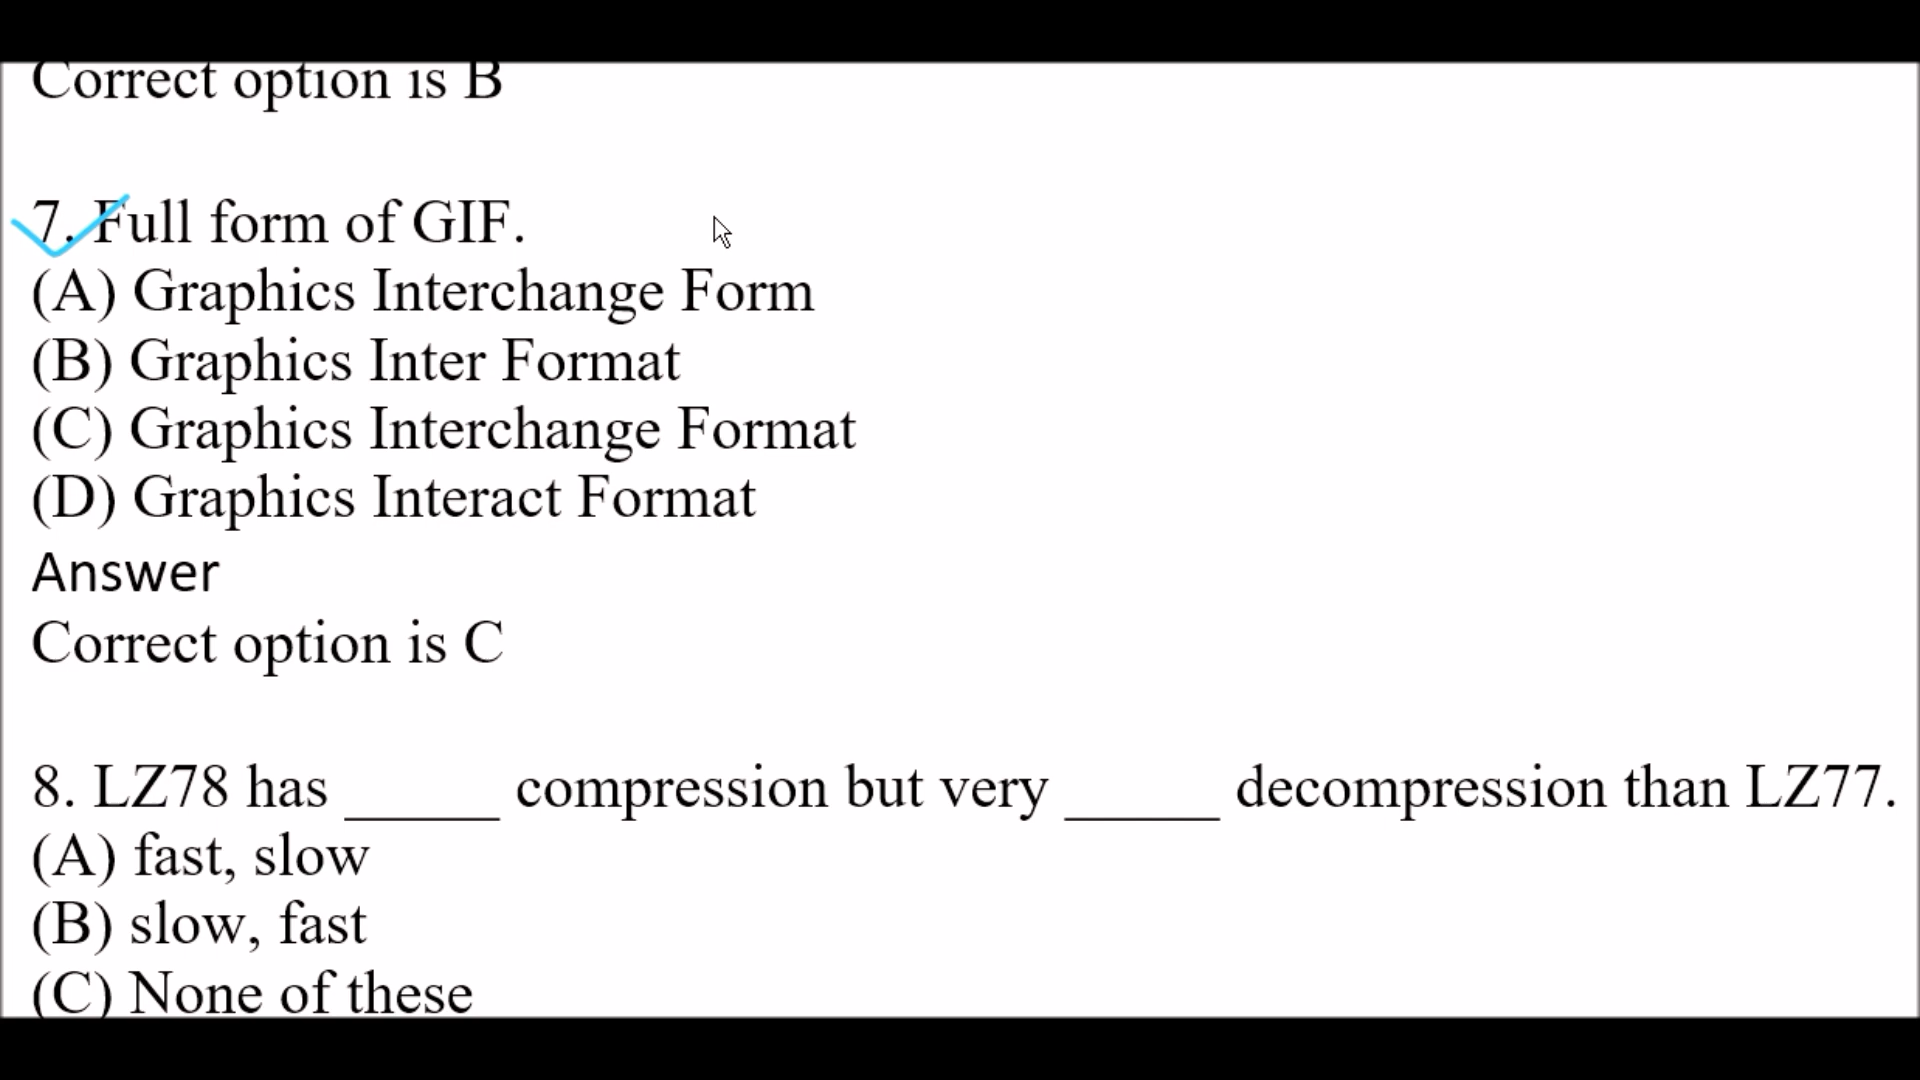 Correct option is B
7. Full form of GIF.
(A) Graphics Interchange Form
(B) Graphics Inter Format
(C) Graphics Interchange Format
(D) Graphics Interact Format
Answer
Correct option is C
8. LZ78 has _____ compression but very _____ decompression than LZ77.
(A) fast, slow
(B) slow, fast
(C) None of these